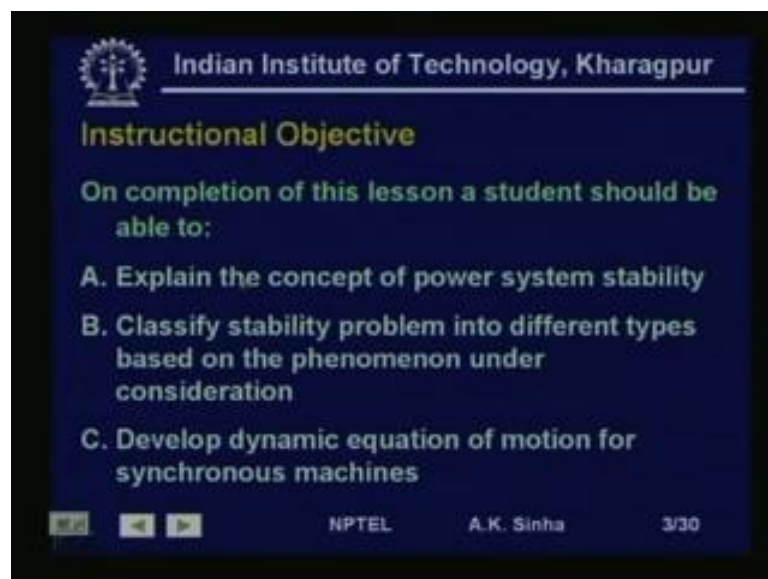 Indian Institute of Technology, Kharagpur
Instructional Objective
On completion of this lesson a student should be
able to:
A. Explain the concept of power system stability
B. Classify stability problem into different types
based on the phenomenon under
consideration
C. Develop dynamic equation of motion for
synchronous machines
NPTEL A.K. Sinha 3/30